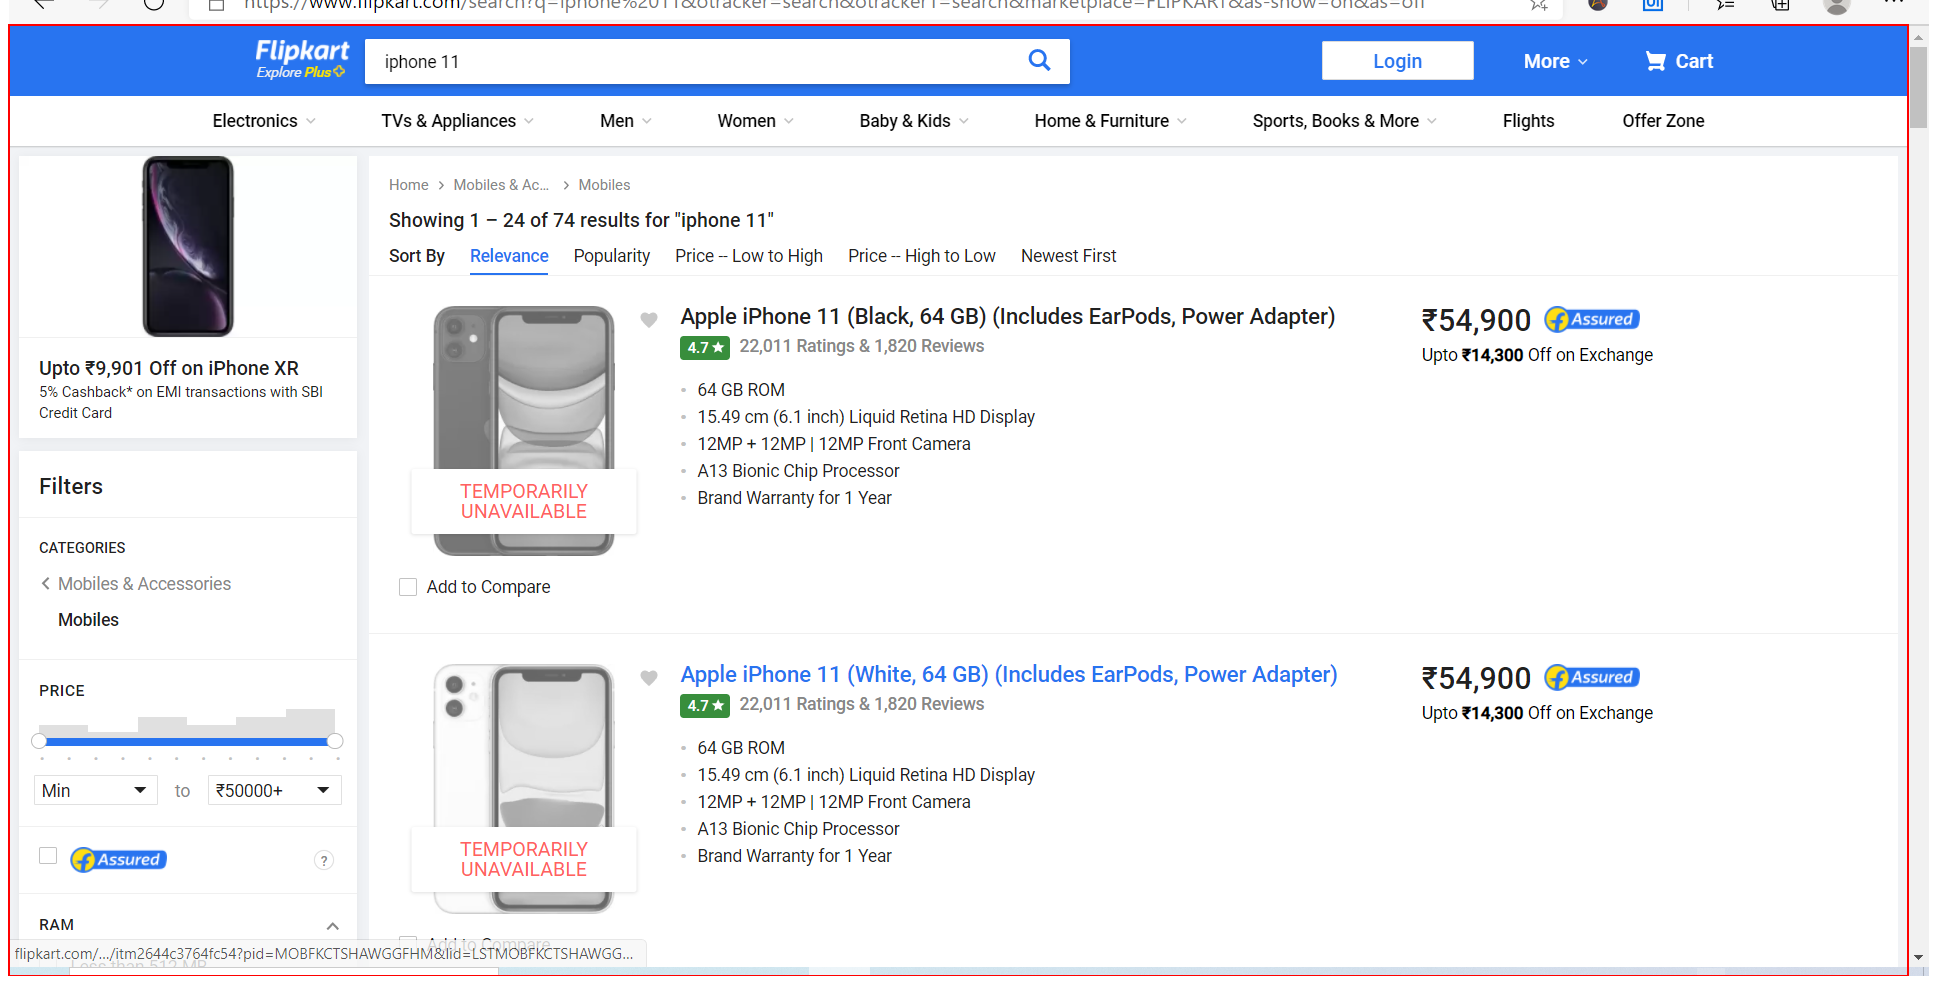 https://www.flipkart.com/search?q=iphone%2011&otracker=search&otracker1=search&marketplace=FLIPKART&as-show=on&as=off
Flipkart
Explore Plus
iphone 11
Login
More
Cart
Electronics
TVs & Appliances
Men
Women
Baby & Kids
Home & Furniture
Sports, Books & More
Flights
Offer Zone
Upto ₹9,901 Off on iPhone XR
5% Cashback* on EMI transactions with SBI
Credit Card
Filters
CATEGORIES
Mobiles & Accessories
Mobiles
PRICE
Min
to
₹50000+
Assured
?
RAM
Less than 512 MB
Home
Mobiles & Ac...
Mobiles
Showing 1 – 24 of 74 results for "iphone 11"
Sort By
Relevance
Popularity
Price -- Low to High
Price -- High to Low
Newest First
TEMPORARILY
UNAVAILABLE
Add to Compare
Apple iPhone 11 (Black, 64 GB) (Includes EarPods, Power Adapter)
4.7★
22,011 Ratings & 1,820 Reviews
64 GB ROM
15.49 cm (6.1 inch) Liquid Retina HD Display
12MP + 12MP | 12MP Front Camera
A13 Bionic Chip Processor
Brand Warranty for 1 Year
₹54,900
Assured
Upto ₹14,300 Off on Exchange
TEMPORARILY
UNAVAILABLE
Add to Compare
Apple iPhone 11 (White, 64 GB) (Includes EarPods, Power Adapter)
4.7★
22,011 Ratings & 1,820 Reviews
64 GB ROM
15.49 cm (6.1 inch) Liquid Retina HD Display
12MP + 12MP | 12MP Front Camera
A13 Bionic Chip Processor
Brand Warranty for 1 Year
₹54,900
Assured
Upto ₹14,300 Off on Exchange
flipkart.com/.../itm2644c3764fc54?pid=MOBFKCTSHAWGGFHM&lid=LSTMOBFKCTSHAWGG...